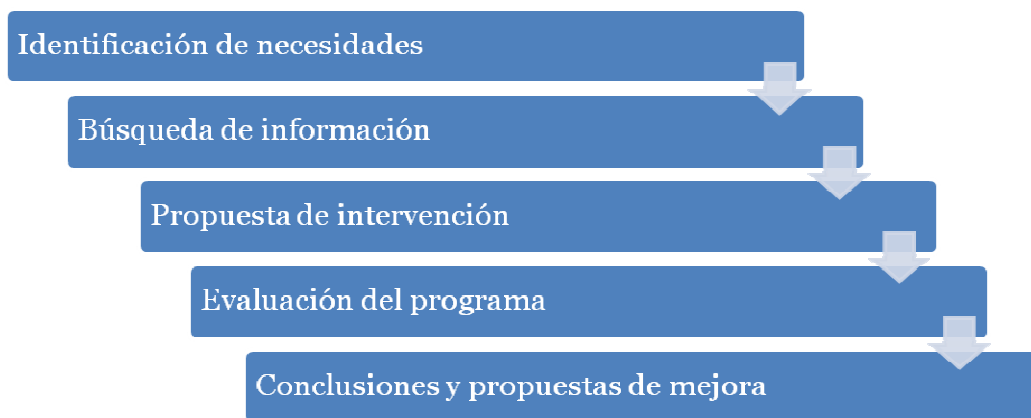 Identificación de necesidades
Búsqueda de información
Propuesta de intervención
Evaluación del programa
Conclusiones y propuestas de mejora